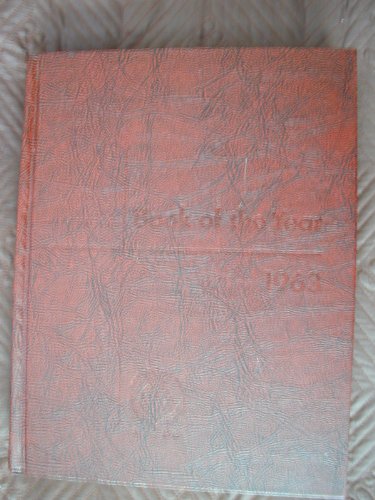 Book of the Year
1963